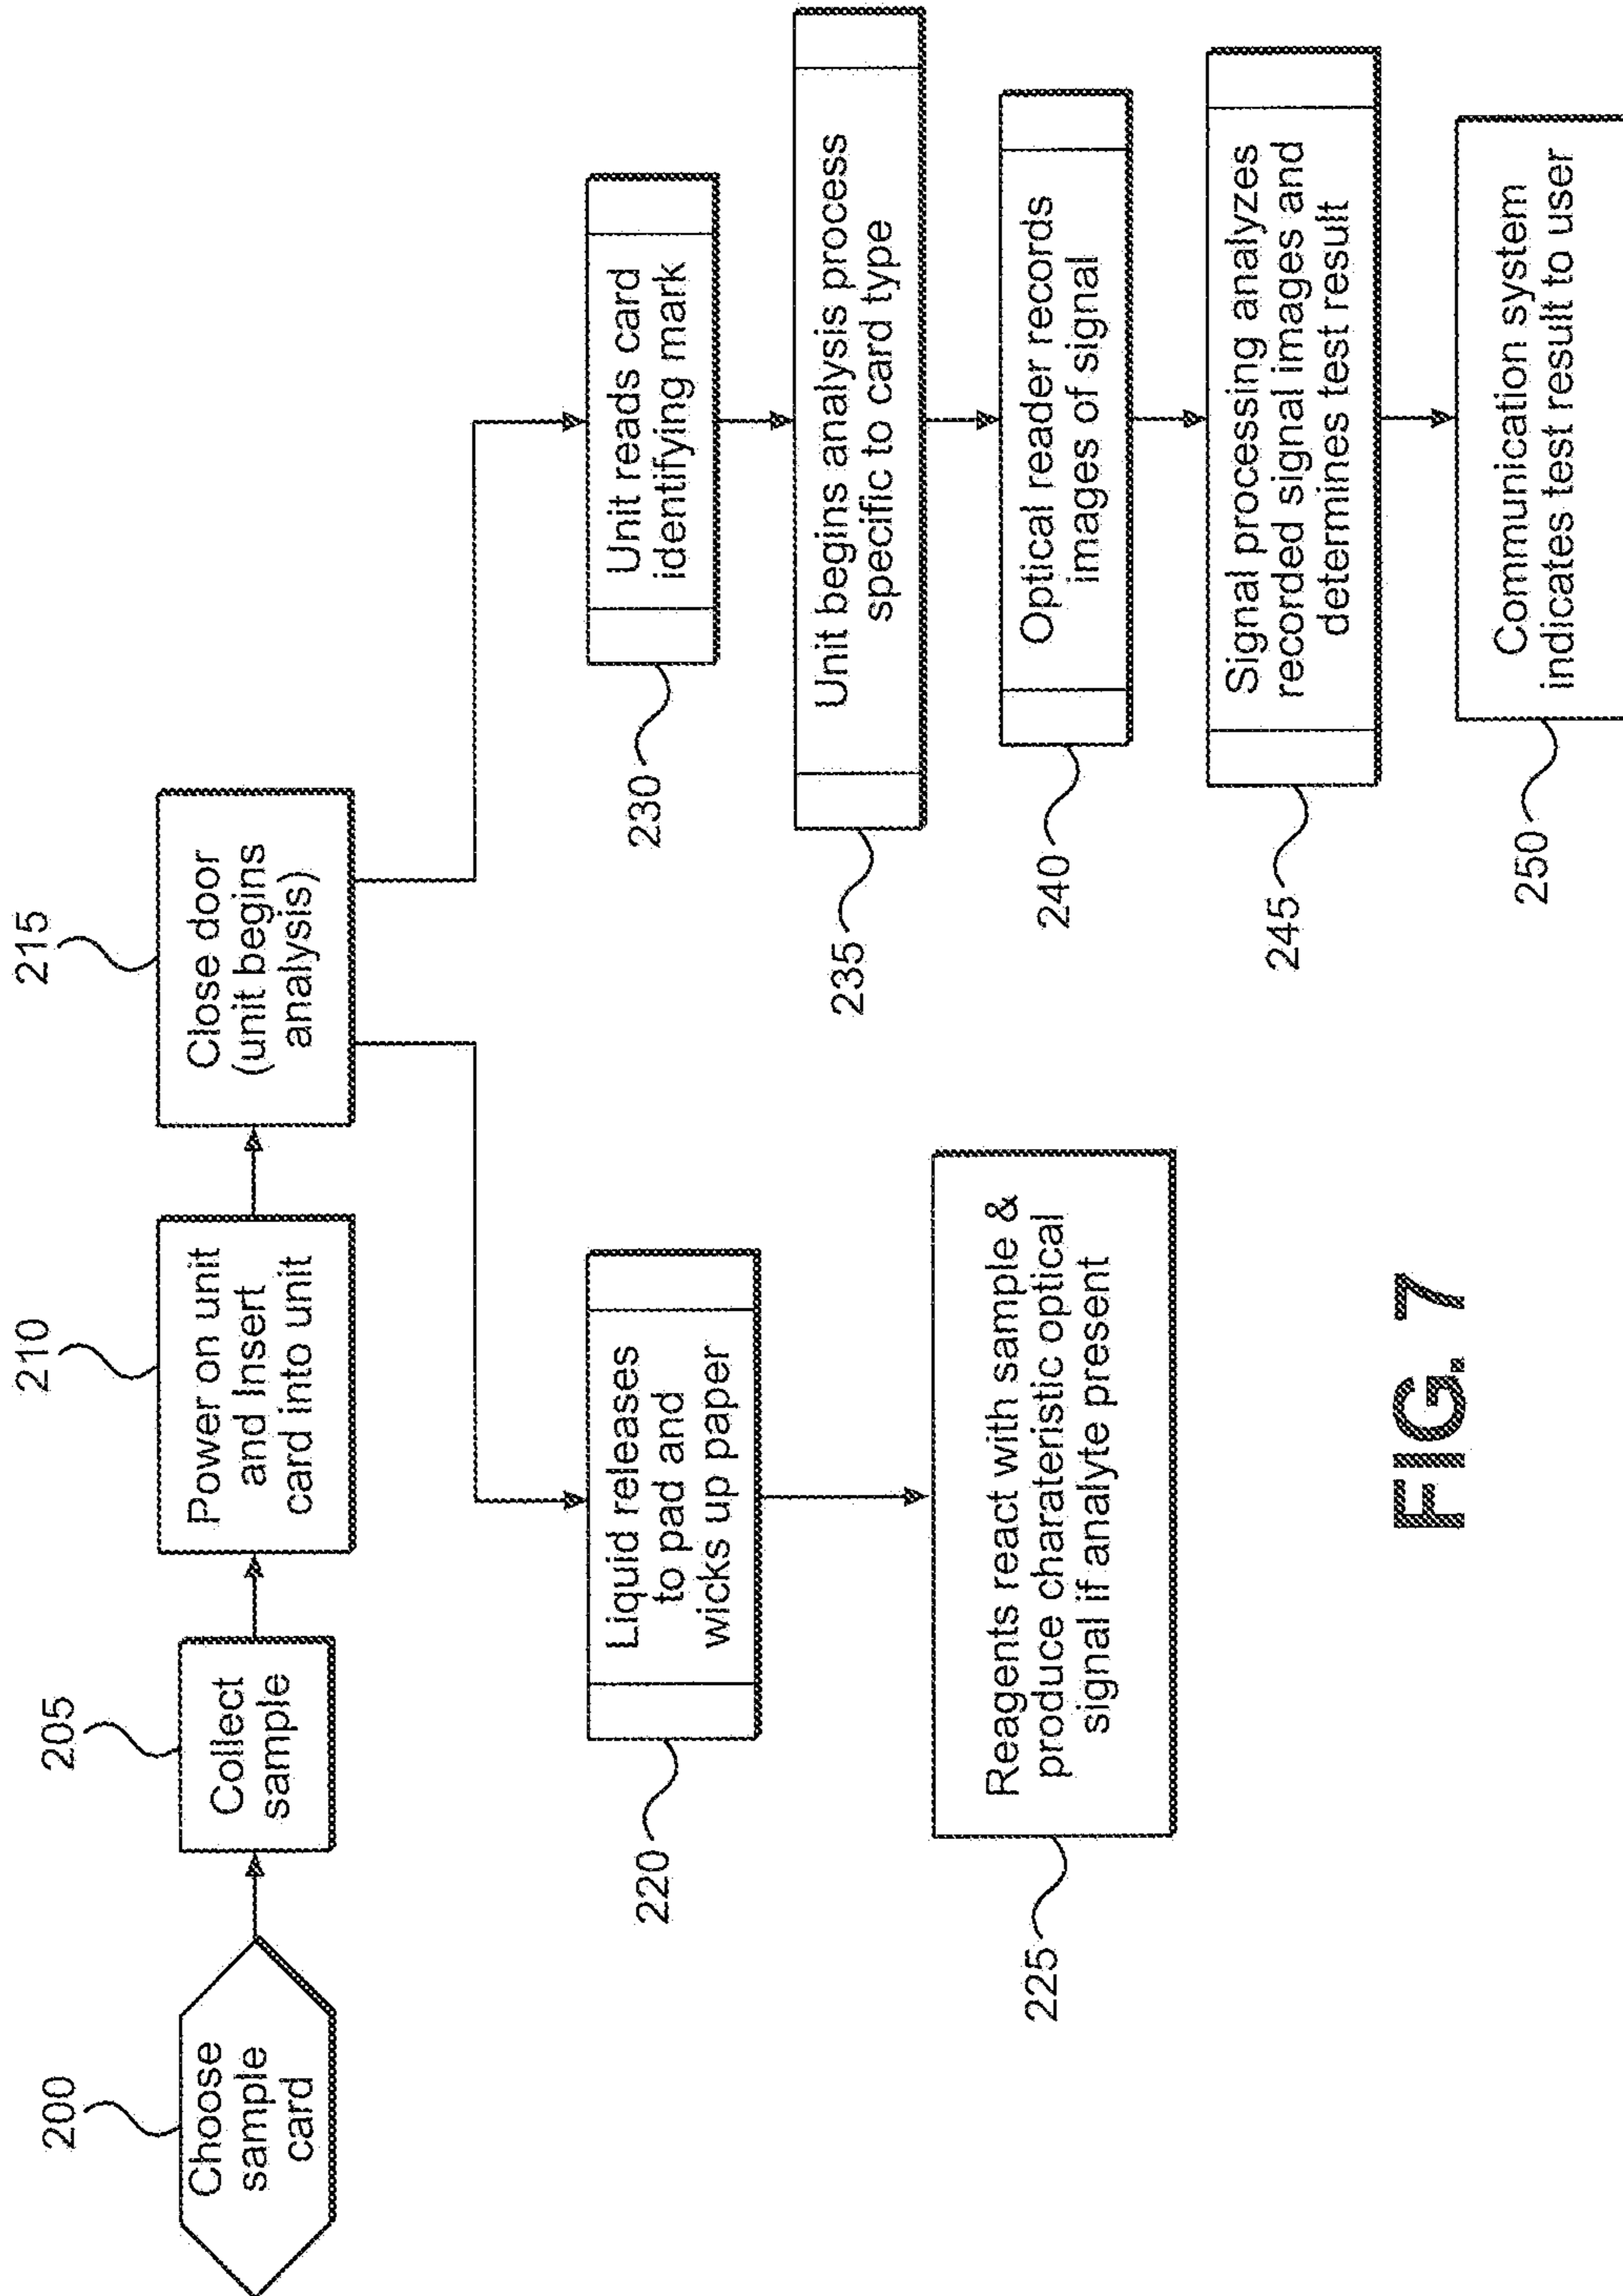 200
Choose
sample
card
205
Collect
sample
210
Power on unit
and Insert
card into unit
215
Close door
(unit begins
analysis)
220
Liquid releases
to pad and
wicks up paper
225
Reagents react with sample &
produce charateristic optical
signal if analyte present
230
Unit reads card
identifying mark
235
Unit begins analysis process
specific to card type
240
Optical reader records
images of signal
245
Signal processing analyzes
recorded signal images and
determines test result
250
Communication system
indicates test result to user
FIG. 7